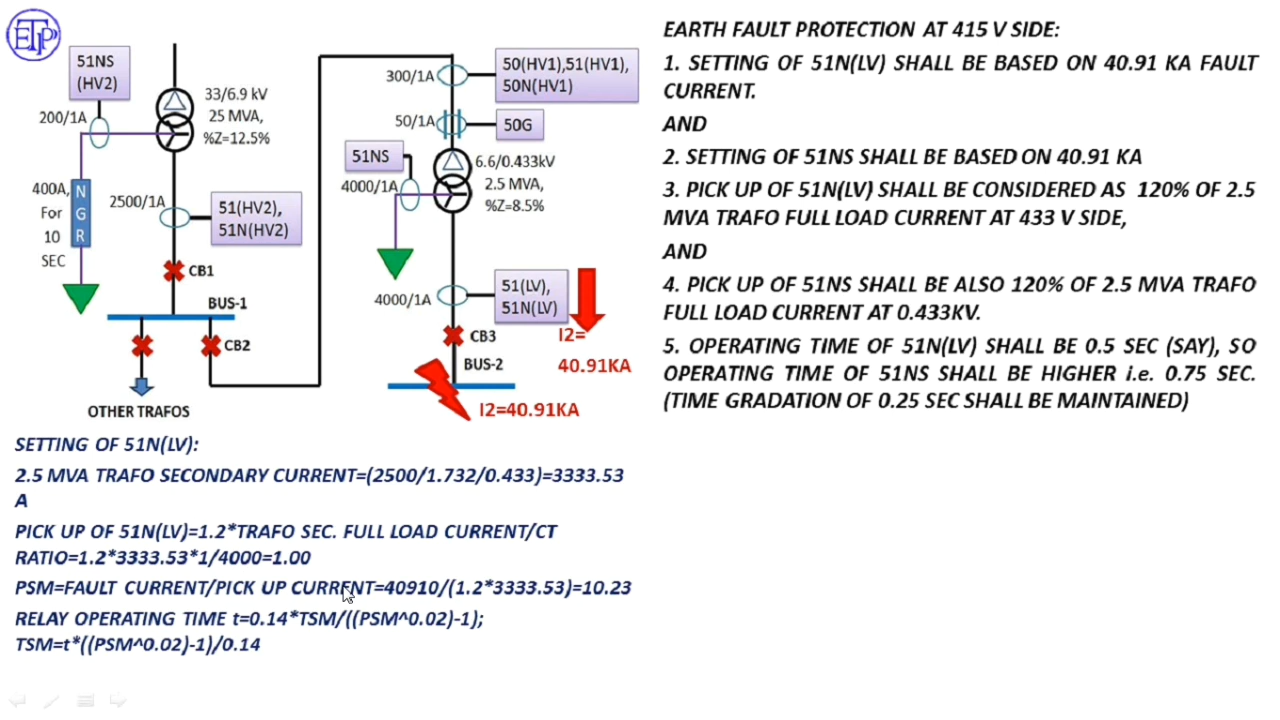 ETPP
51NS
(HV2)
200/1A
33/6.9 kV
25 MVA,
%Z=12.5%
400A,
For
10
SEC
N
G
R
2500/1A
51(HV2),
51N(HV2)
CB1
BUS-1
CB2
OTHER TRAFOS
300/1A
50(HV1),51(HV1),
50N(HV1)
50/1A
50G
51NS
4000/1A
6.6/0.433kV
2.5 MVA,
%Z=8.5%
4000/1A
51(LV),
51N(LV)
CB3
I2=
40.91KA
BUS-2
I2=40.91KA
SETTING OF 51N(LV):
2.5 MVA TRAFO SECONDARY CURRENT=(2500/1.732/0.433)=3333.53
A
PICK UP OF 51N(LV)=1.2*TRAFO SEC. FULL LOAD CURRENT/CT
RATIO=1.2*3333.53*1/4000=1.00
PSM=FAULT CURRENT/PICK UP CURRENT=40910/(1.2*3333.53)=10.23
RELAY OPERATING TIME t=0.14*TSM/((PSM^0.02)-1);
TSM=t*((PSM^0.02)-1)/0.14
EARTH FAULT PROTECTION AT 415 V SIDE:
1. SETTING OF 51N(LV) SHALL BE BASED ON 40.91 KA FAULT
CURRENT.
AND
2. SETTING OF 51NS SHALL BE BASED ON 40.91 KA
3. PICK UP OF 51N(LV) SHALL BE CONSIDERED AS 120% OF 2.5
MVA TRAFO FULL LOAD CURRENT AT 433 V SIDE,
AND
4. PICK UP OF 51NS SHALL BE ALSO 120% OF 2.5 MVA TRAFO
FULL LOAD CURRENT AT 0.433KV.
5. OPERATING TIME OF 51N(LV) SHALL BE 0.5 SEC (SAY), SO
OPERATING TIME OF 51NS SHALL BE HIGHER i.e. 0.75 SEC.
(TIME GRADATION OF 0.25 SEC SHALL BE MAINTAINED)